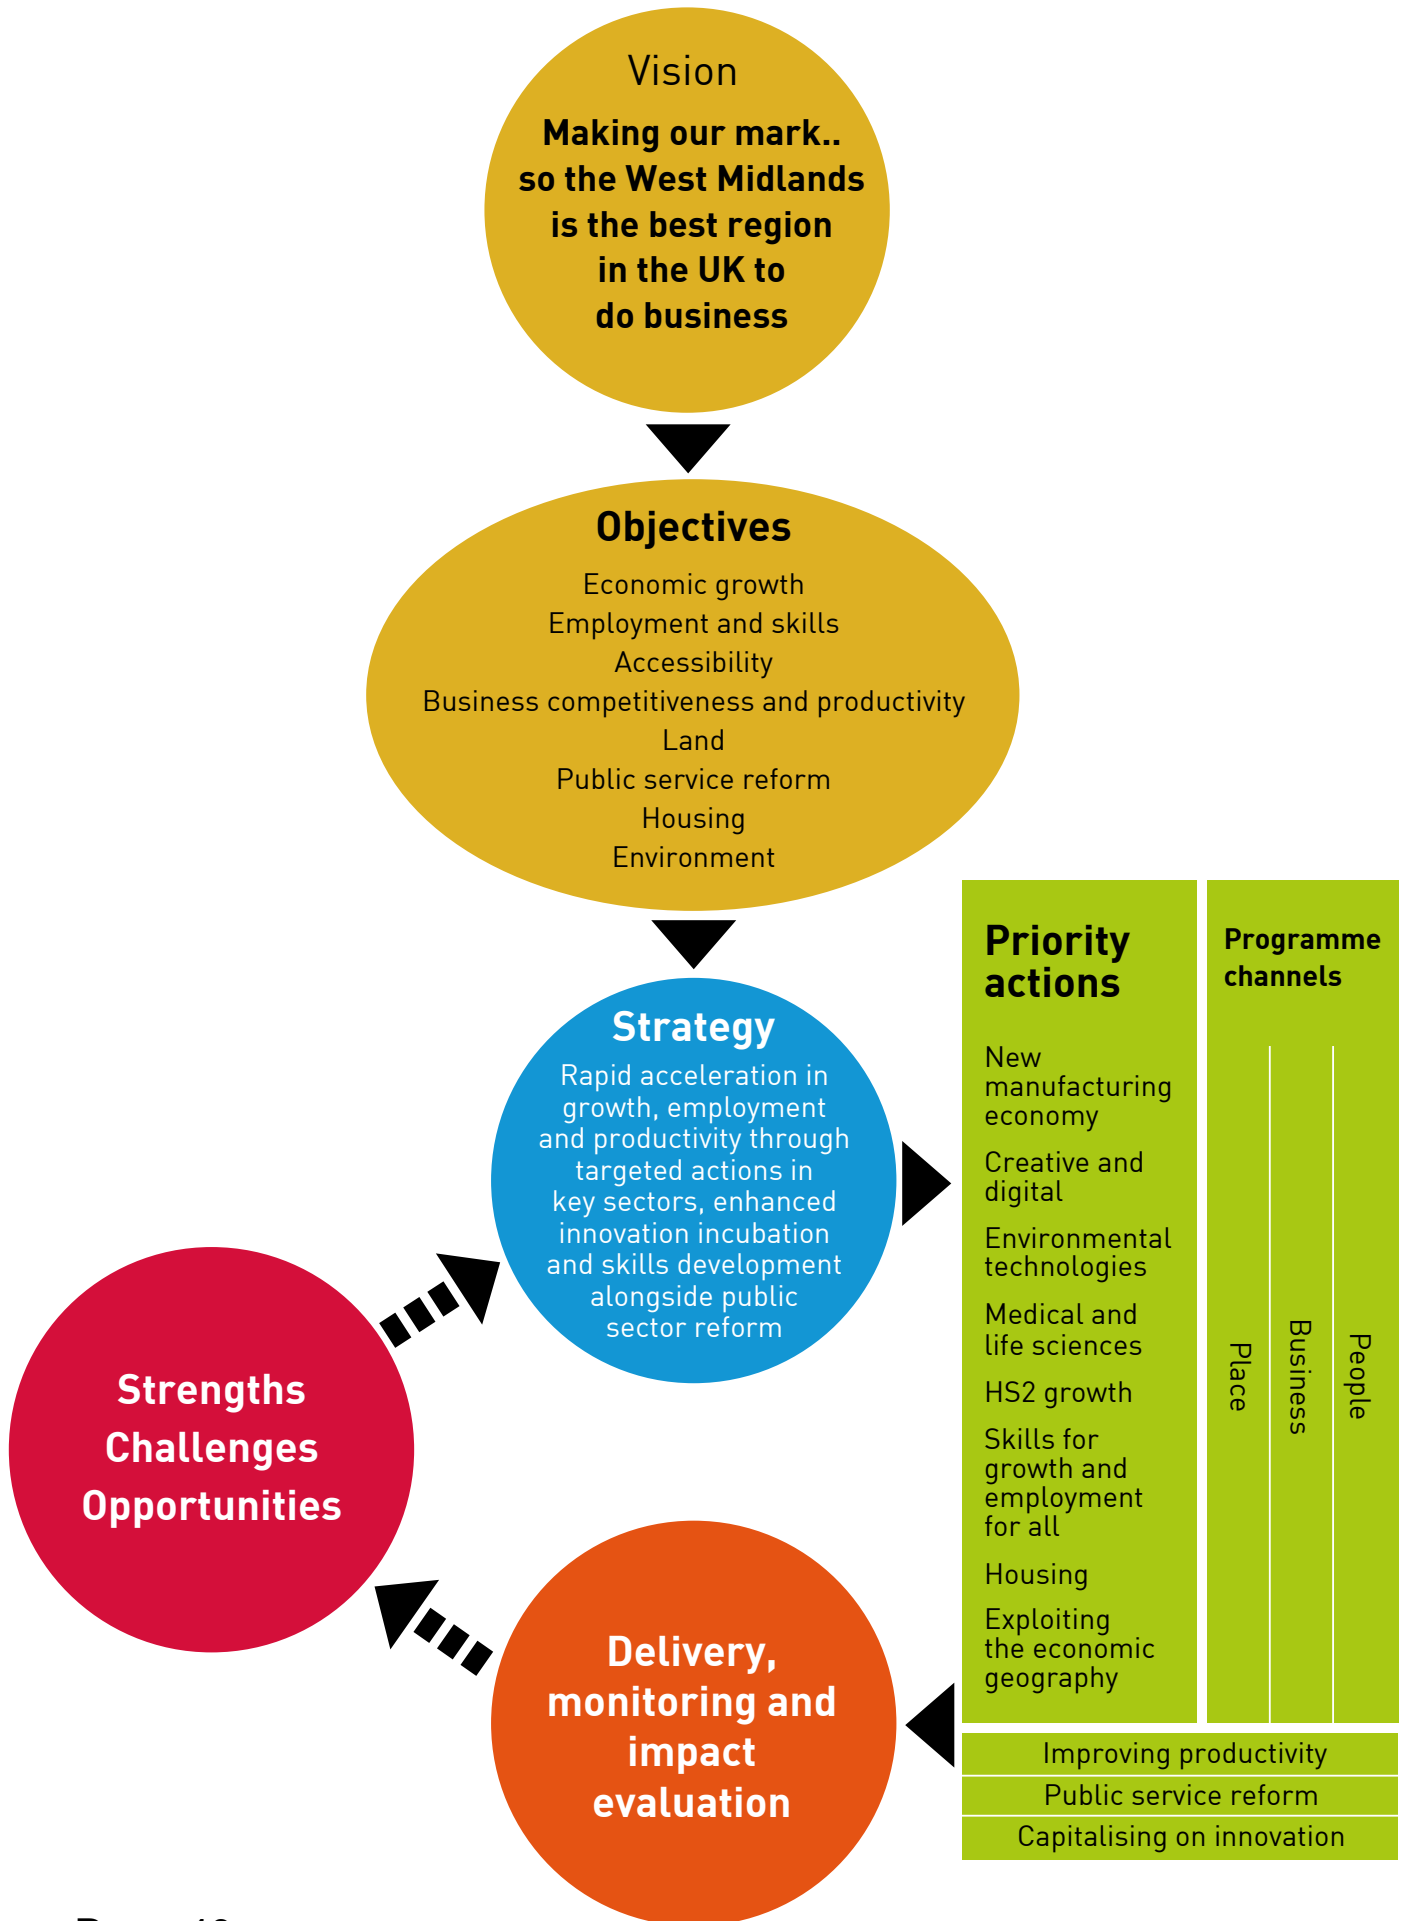 Vision
Making our mark..
so the West Midlands
is the best region
in the UK to
do business
Objectives
Economic growth
Employment and skills
Accessibility
Business competitiveness and productivity
Land
Public service reform
Housing
Environment
Strategy
Rapid acceleration in
growth, employment
and productivity through
targeted actions in
key sectors, enhanced
innovation incubation
and skills development
alongside public
sector reform
Priority
actions
New
manufacturing
economy
Creative and
digital
Environmental
technologies
Medical and
life sciences
HS2 growth
Skills for
growth and
employment
for all
Housing
Exploiting
the economic
geography
Programme
channels
Place
Business
People
Improving productivity
Public service reform
Capitalising on innovation
Delivery,
monitoring and
impact
evaluation
Strengths
Challenges
Opportunities